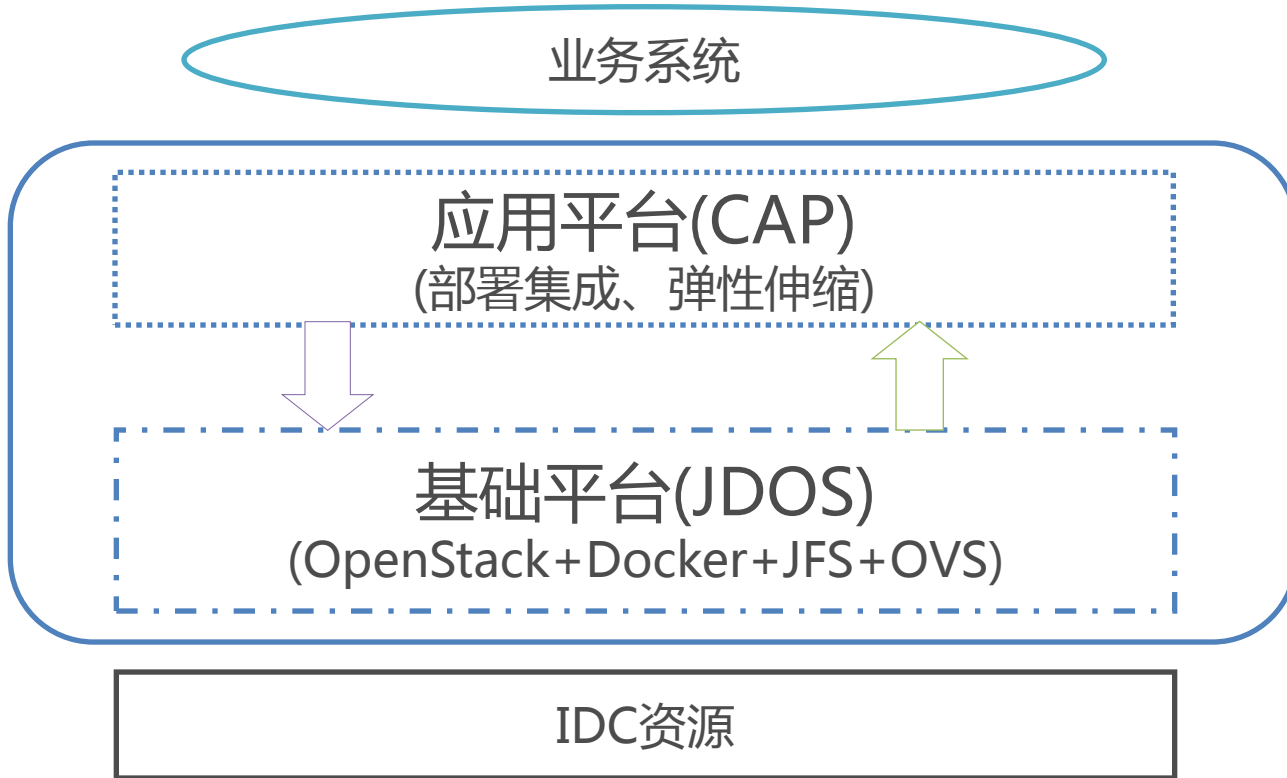 业务系统
应用平台(CAP)
(部署集成、弹性伸缩)
基础平台(JDOS)
(OpenStack+Docker+JFS+OVS)
IDC资源